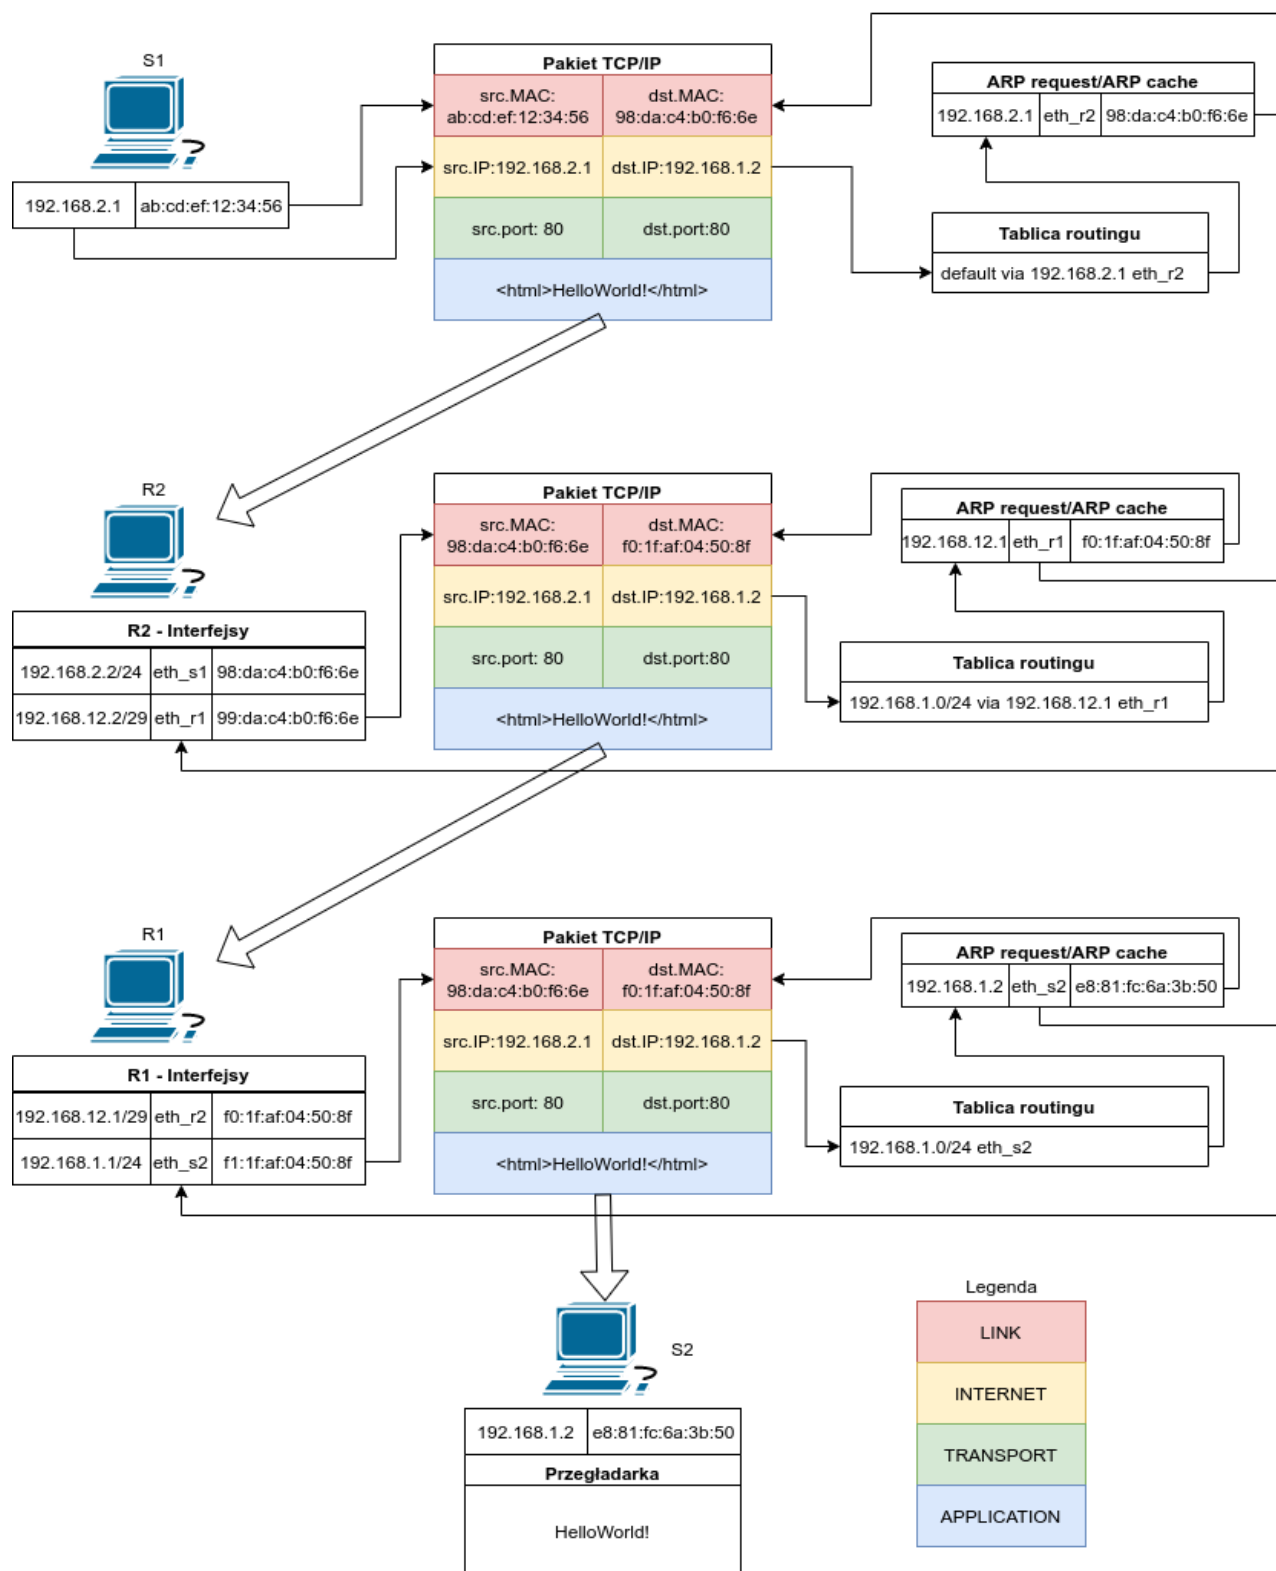 S1
192.168.2.1 ab:cd:ef:12:34:56
Pakiet TCP/IP
src.MAC: dst.MAC:
ab:cd:ef:12:34:56 98:da:c4:b0:f6:6e
src.IP:192.168.2.1 dst.IP:192.168.1.2
src.port: 80 dst.port:80
<html>HelloWorld!</html>
ARP request/ARP cache
192.168.2.1 eth_r2 98:da:c4:b0:f6:6e
Tablica routingu
default via 192.168.2.1 eth_r2
R2
R2 - Interfejsy
192.168.2.2/24 eth_s1 98:da:c4:b0:f6:6e
192.168.12.2/29 eth_r1 99:da:c4:b0:f6:6e
Pakiet TCP/IP
src.MAC: dst.MAC:
98:da:c4:b0:f6:6e f0:1f:af:04:50:8f
src.IP:192.168.2.1 dst.IP:192.168.1.2
src.port: 80 dst.port:80
<html>HelloWorld!</html>
ARP request/ARP cache
192.168.12.1 eth_r1 f0:1f:af:04:50:8f
Tablica routingu
192.168.1.0/24 via 192.168.12.1 eth_r1
R1
R1 - Interfejsy
192.168.12.1/29 eth_r2 f0:1f:af:04:50:8f
192.168.1.1/24 eth_s2 f1:1f:af:04:50:8f
Pakiet TCP/IP
src.MAC: dst.MAC:
98:da:c4:b0:f6:6e f0:1f:af:04:50:8f
src.IP:192.168.2.1 dst.IP:192.168.1.2
src.port: 80 dst.port:80
<html>HelloWorld!</html>
ARP request/ARP cache
192.168.1.2 eth_s2 e8:81:fc:6a:3b:50
Tablica routingu
192.168.1.0/24 eth_s2
S2
192.168.1.2 e8:81:fc:6a:3b:50
Przegładarka
HelloWorld!
Legenda
LINK
INTERNET
TRANSPORT
APPLICATION